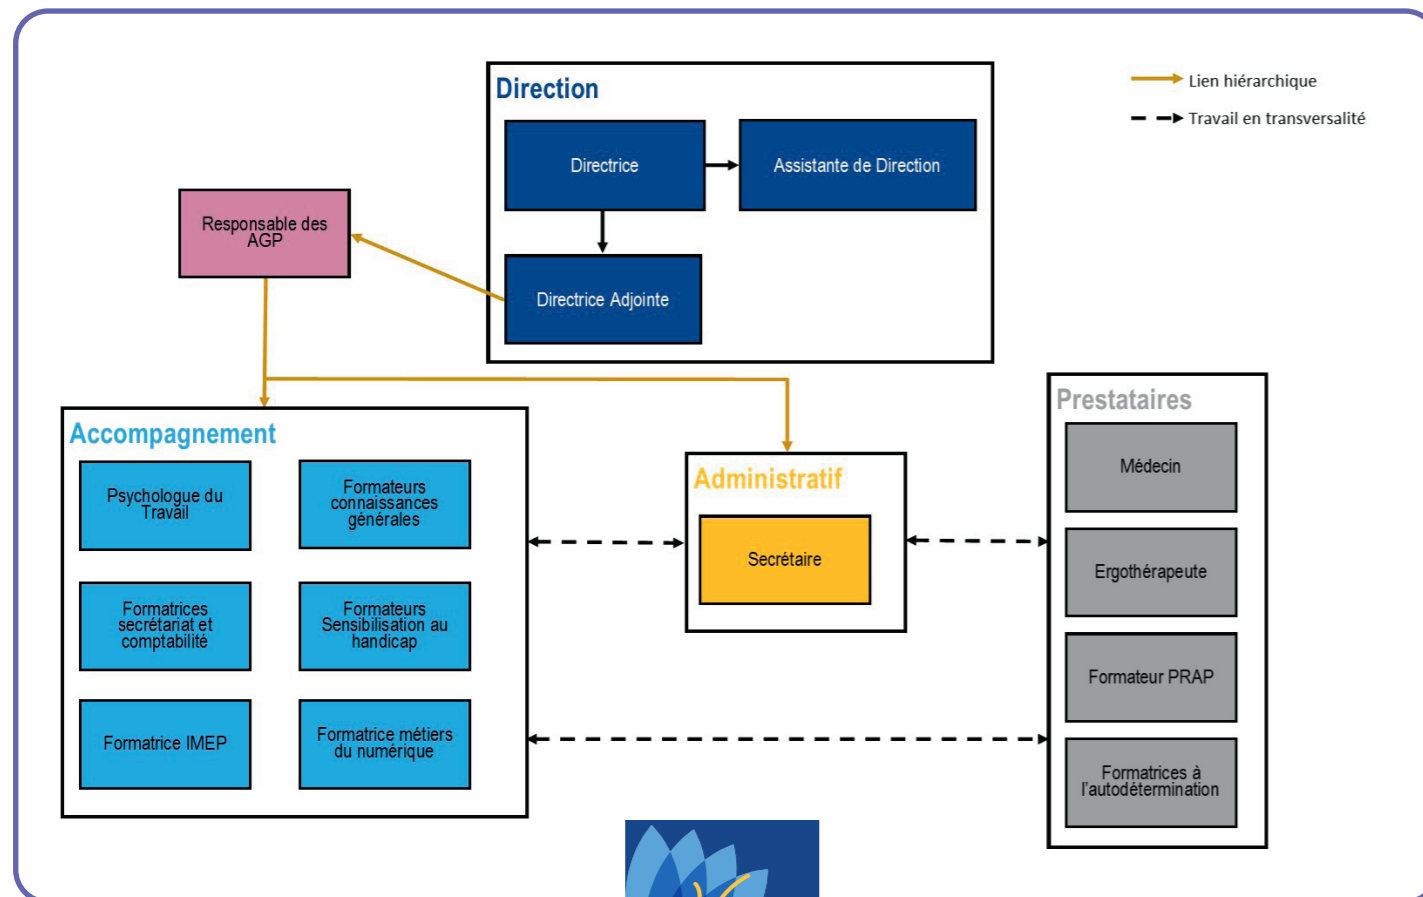 Direction
Lien hiérarchique
Travail en transversalité
Directrice
Assistante de Direction
Responsable des
AGP
Directrice Adjointe
Accompagnement
Psychologue du
Travail
Formateurs
connaissances
générales
Formatrices
secrétariat et
comptabilité
Formateurs
Sensibilisation au
handicap
Formatrice IMEP
Formatrice métiers
du numérique
Administratif
Secrétaire
Prestataires
Médecin
Ergothérapeute
Formateur PRAP
Formatrices à
l'autodétermination